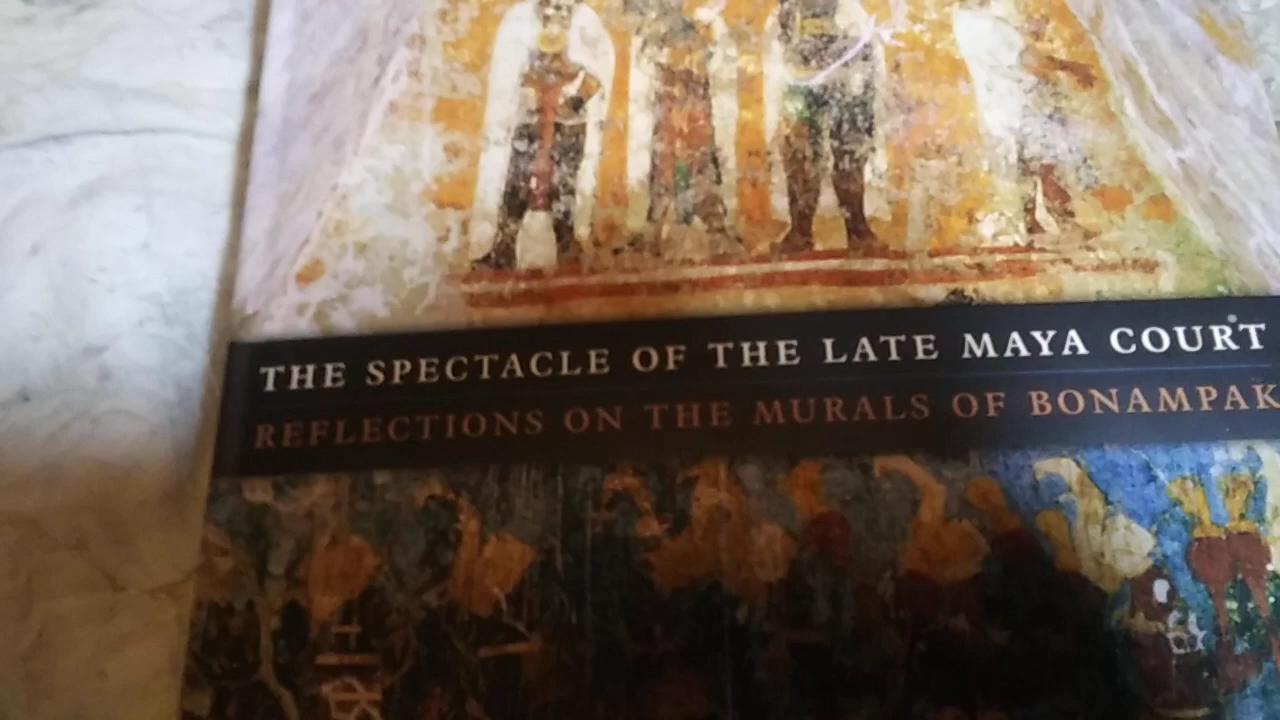 THE SPECTACLE OF THE LATE MAYA COURT
REFLECTIONS ON THE MURALS OF BONAMPAK